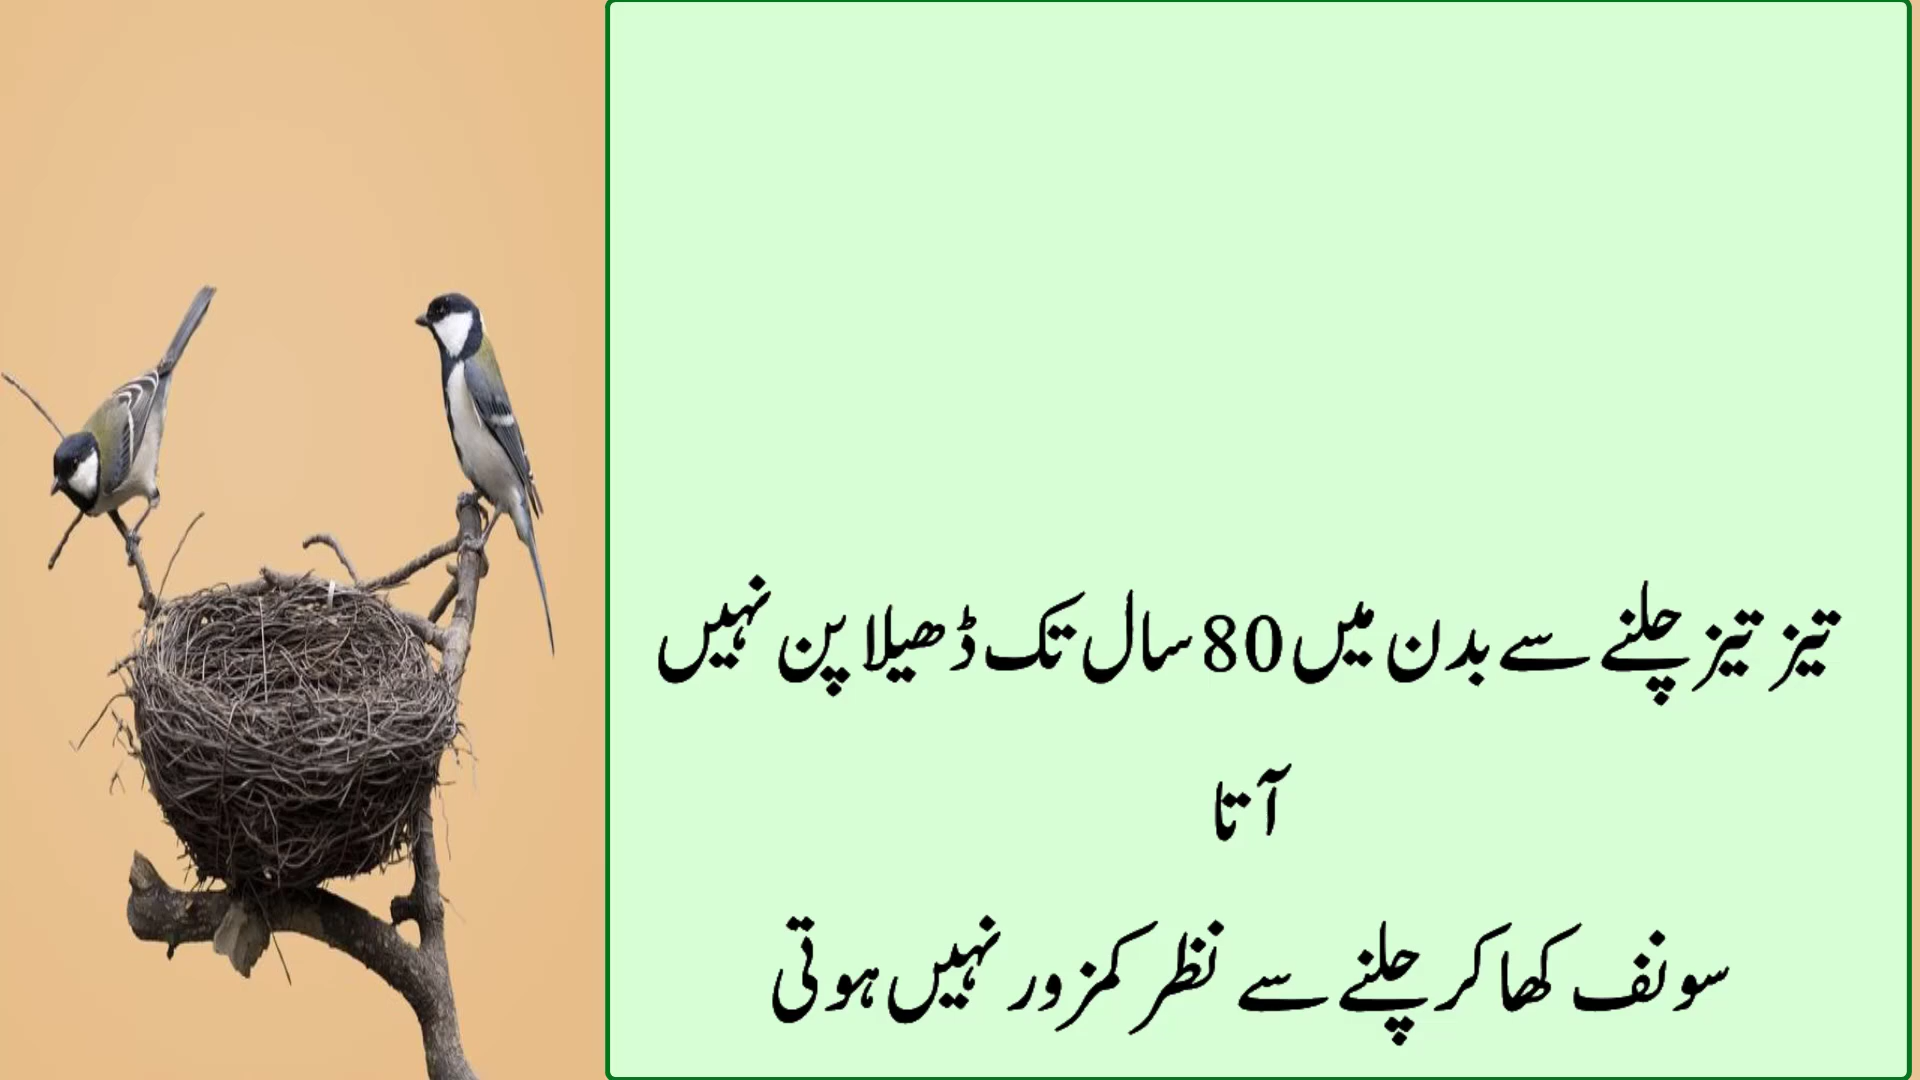 تیز تیز چلنے سے بدن میں 80 سال تک ڈھیلا پن نہیں
آتا
سونف کھا کر چلنے سے نظر کمزور نہیں ہوتی